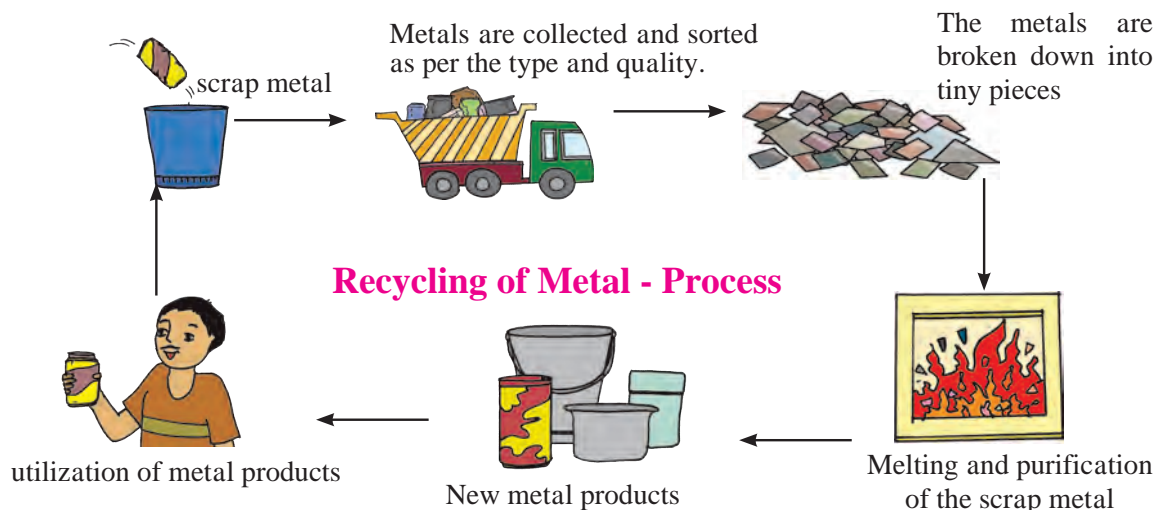 scrap metal
Metals are collected and sorted
as per the type and quality.
The metals are
broken down into
tiny pieces
Recycling of Metal - Process
utilization of metal products
New metal products
Melting and purification
of the scrap metal